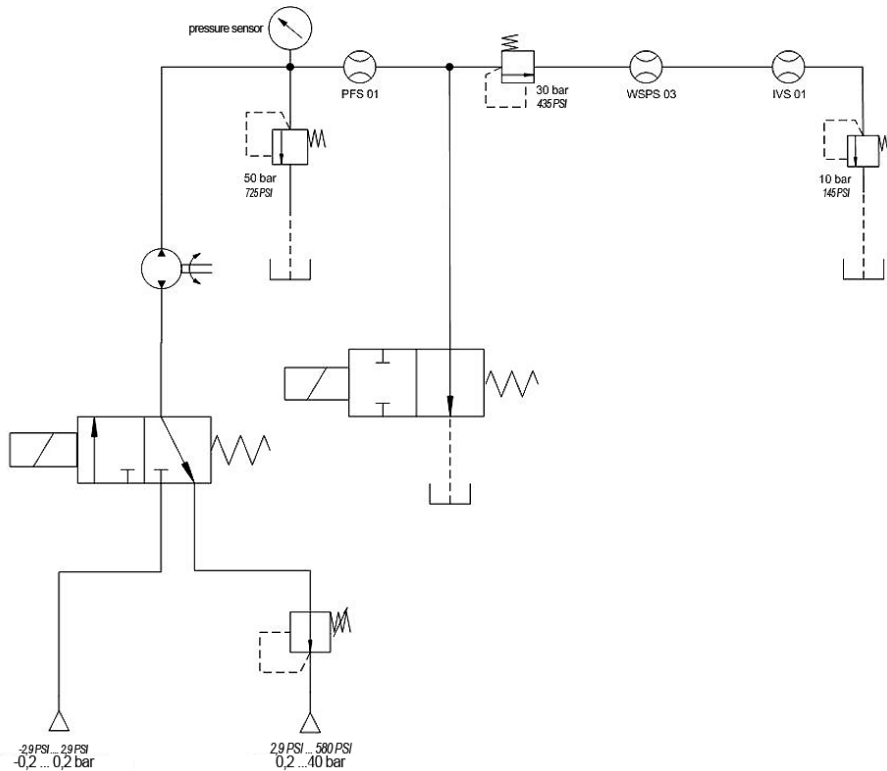 pressure sensor
PFS 01
30 bar
435 PSI
WSPS 03
IVS 01
50 bar
725 PSI
10 bar
145 PSI
-2,9 PSI ... 2,9 PSI
-0,2 ... 0,2 bar
2,9 PSI ... 580 PSI
0,2 ...40 bar